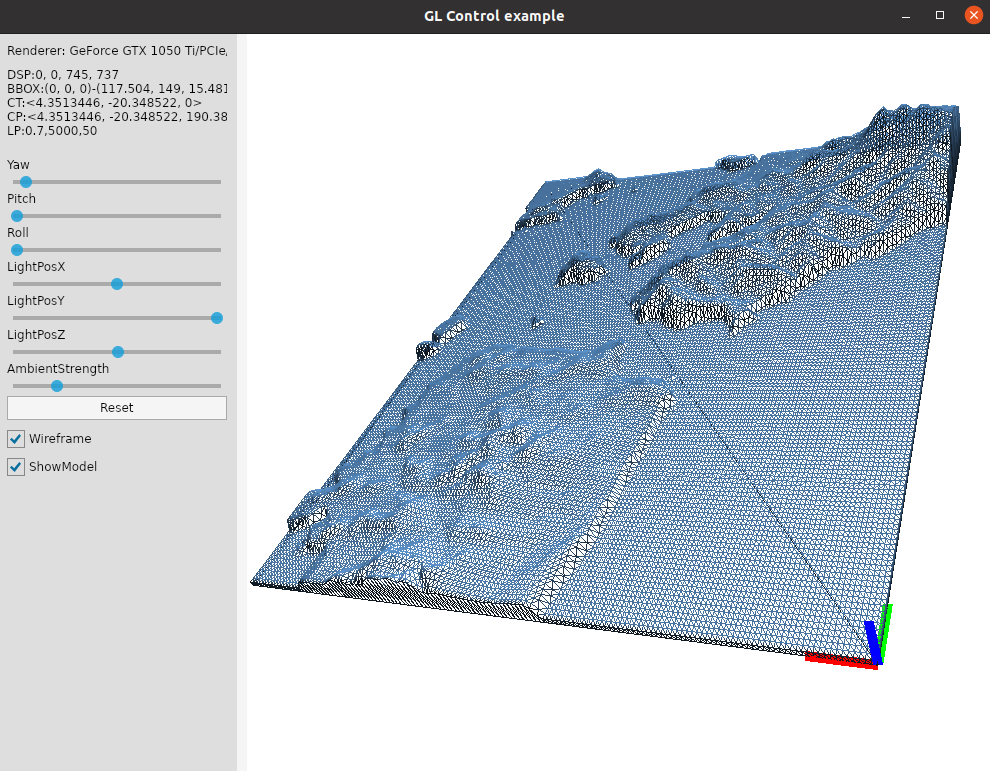 GL Control example
Renderer: GeForce GTX 1050 Ti/PCIe/
DSP:0, 0, 745, 737
BBOX:(0, 0, 0)-(117.504, 149, 15.481
CT:<4.3513446, -20.348522, 0>
CP:<4.3513446, -20.348522, 190.38
LP:0.7,5000,50
Yaw
Pitch
Roll
LightPosX
LightPosY
LightPosZ
AmbientStrength
Reset
Wireframe
ShowModel